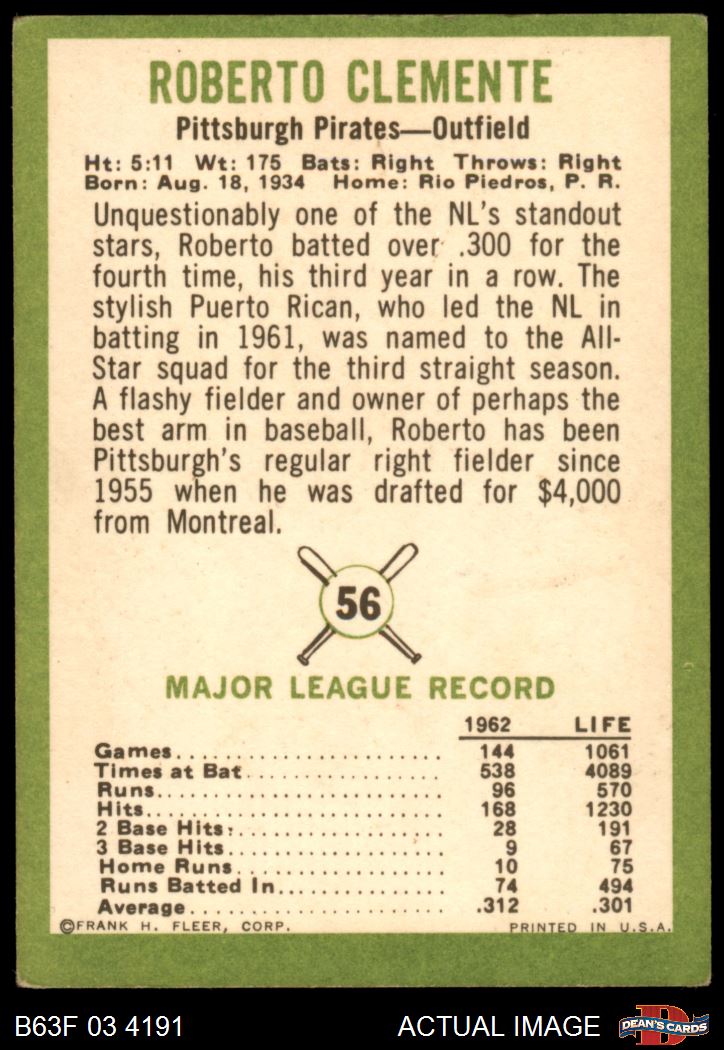 ROBERTO CLEMENTE
Pittsburgh Pirates—Outfield
Ht: 5:11 Wt: 175 Bats: Right Throws: Right
Born: Aug. 18, 1934 Home: Rio Piedros, P. R.
Unquestionably one of the NL's standout
stars, Roberto batted over .300 for the
fourth time, his third year in a row. The
stylish Puerto Rican, who led the NL in
batting in 1961, was named to the All-
Star squad for the third straight season.
A flashy fielder and owner of perhaps the
best arm in baseball, Roberto has been
Pittsburgh's regular right fielder since
1955 when he was drafted for $4,000
from Montreal.
56
MAJOR LEAGUE RECORD
1962 LIFE
Games 144 1061
Times at Bat 538 4089
Runs 96 570
Hits 168 1230
2 Base Hits 28 191
3 Base Hits 9 67
Home Runs 10 75
Runs Batted In 74 494
Average .312 .301
©FRANK H. FLEER, CORP. PRINTED IN U.S.A.
B63F 03 4191 ACTUAL IMAGE D DEAN'S CARDS